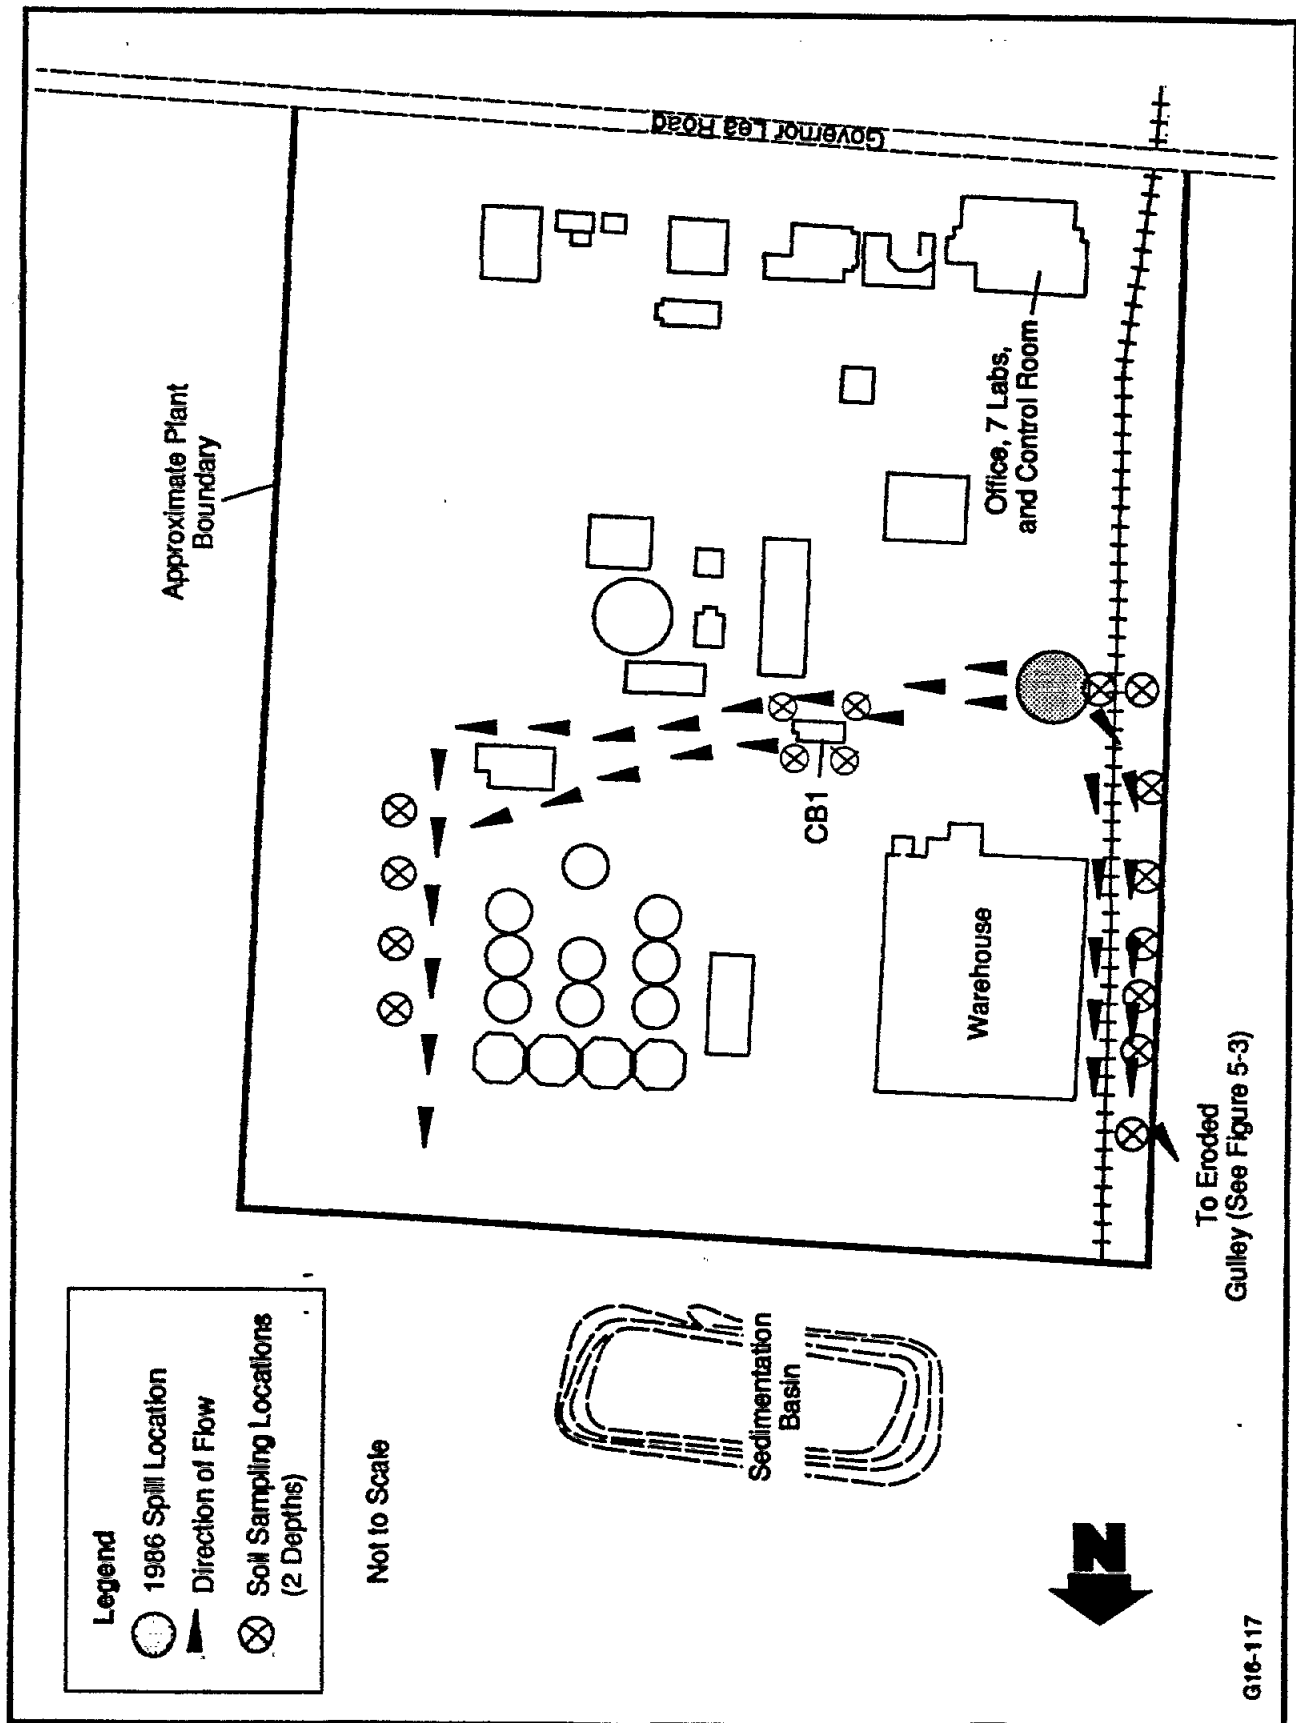 Governor Lea Road
Approximate Plant
Boundary
Office, 7 Labs,
and Control Room
CB1
Warehouse
To Eroded
Gulley (See Figure 5-3)
Sedimentation
Basin
Legend
1986 Spill Location
Direction of Flow
Soil Sampling Locations
(2 Depths)
Not to Scale
N
G16-117